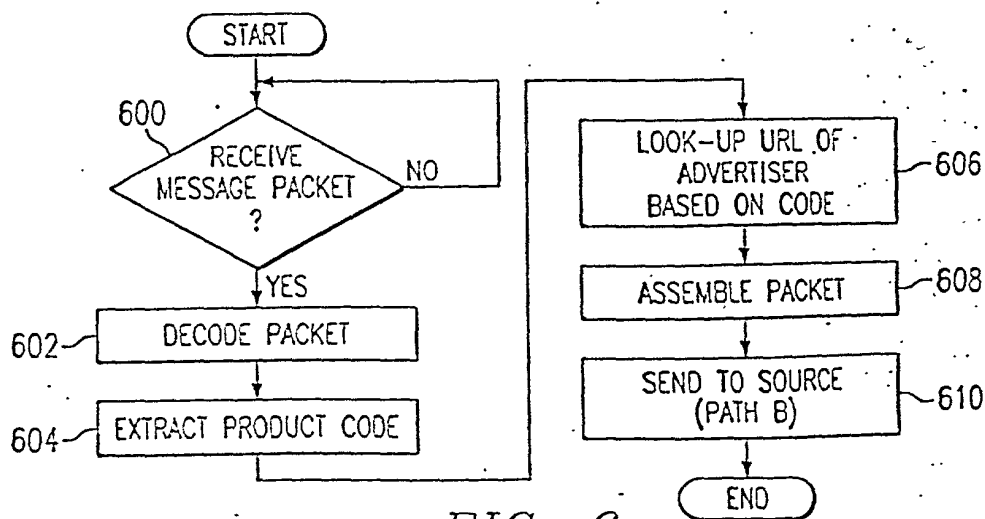 START
600
RECEIVE
MESSAGE PACKET
?
NO
YES
602
DECODE PACKET
604
EXTRACT PRODUCT CODE
LOOK-UP URL OF
ADVERTISER
BASED ON CODE
606
ASSEMBLE PACKET
608
SEND TO SOURCE
(PATH B)
610
END
FIG.